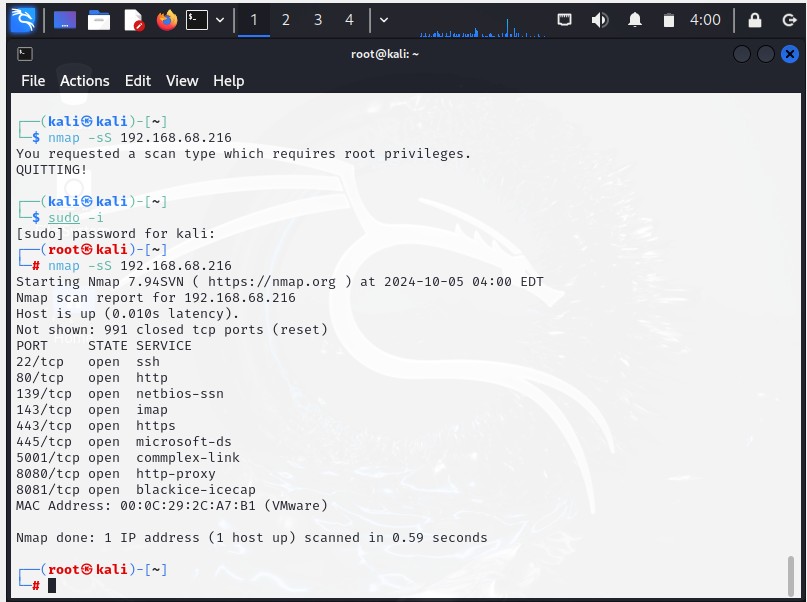 1 2 3 4 4:00
root@kali: ~
File Actions Edit View Help
┌──(kali㉿kali)-[~]
└─$ nmap -sS 192.168.68.216
You requested a scan type which requires root privileges.
QUITTING!
┌──(kali㉿kali)-[~]
└─$ sudo -i
[sudo] password for kali:
┌──(root㉿kali)-[~]
└─# nmap -sS 192.168.68.216
Starting Nmap 7.94SVN ( https://nmap.org ) at 2024-10-05 04:00 EDT
Nmap scan report for 192.168.68.216
Host is up (0.010s latency).
Not shown: 991 closed tcp ports (reset)
PORT     STATE SERVICE
22/tcp   open  ssh
80/tcp   open  http
139/tcp  open  netbios-ssn
143/tcp  open  imap
443/tcp  open  https
445/tcp  open  microsoft-ds
5001/tcp open  commplex-link
8080/tcp open  http-proxy
8081/tcp open  blackice-icecap
MAC Address: 00:0C:29:2C:A7:B1 (VMware)
Nmap done: 1 IP address (1 host up) scanned in 0.59 seconds
┌──(root㉿kali)-[~]
└─#